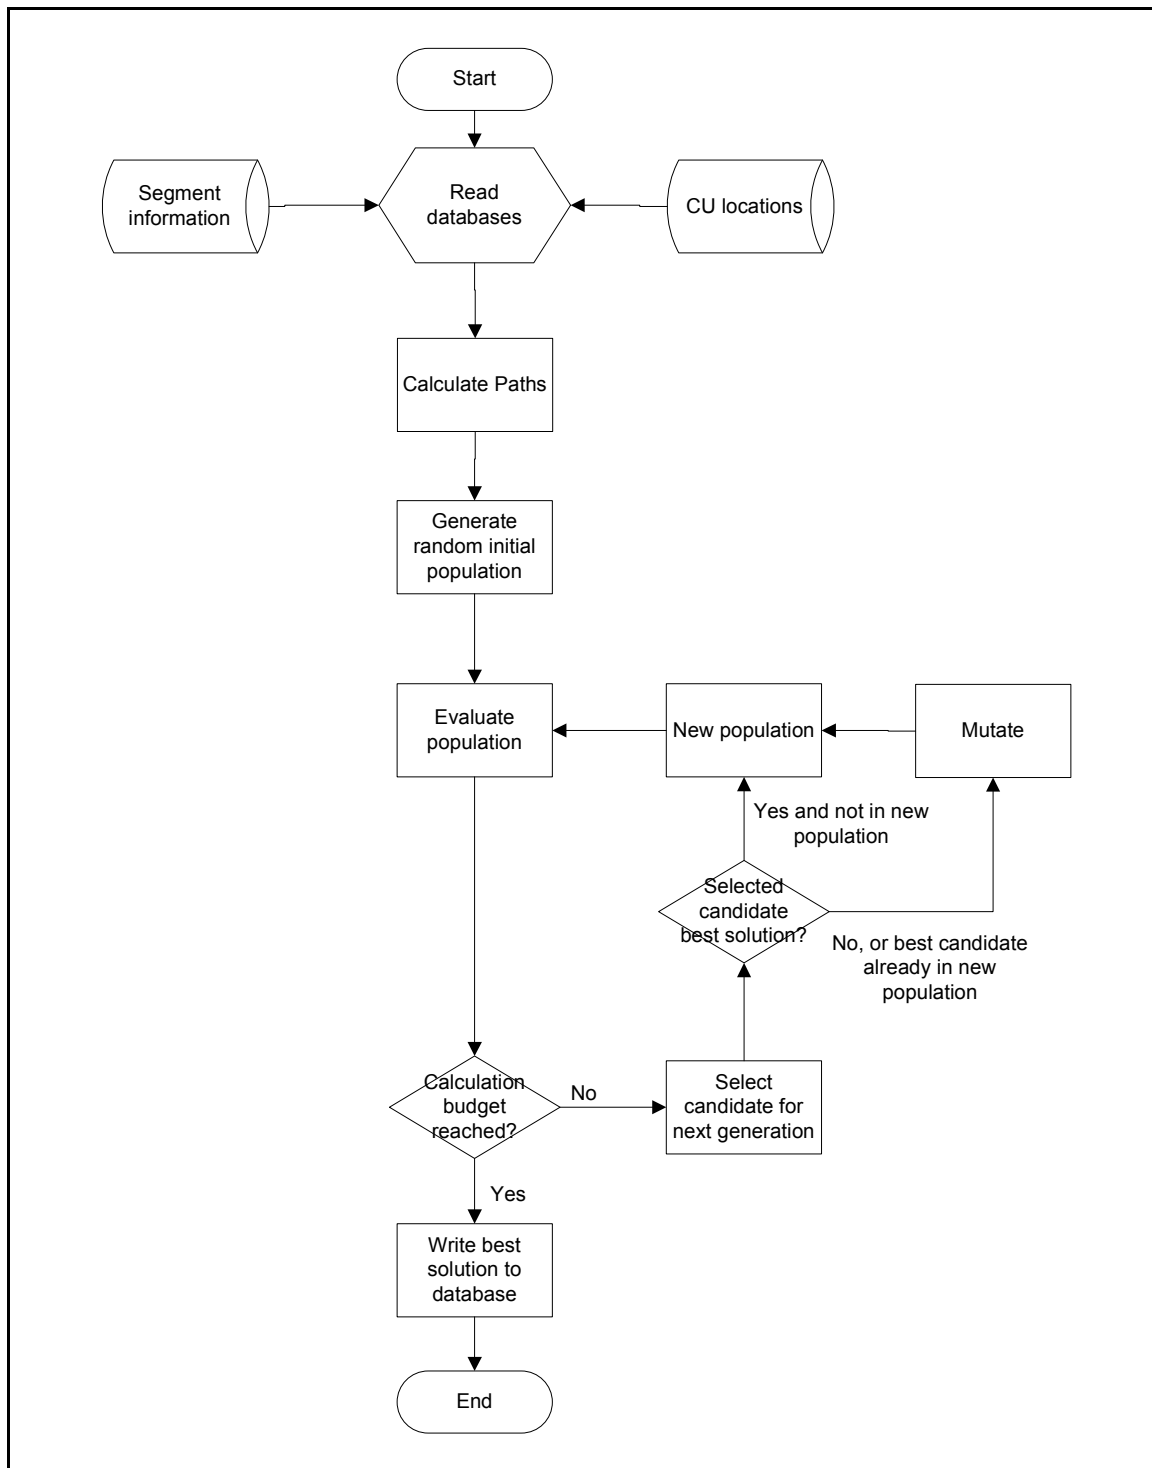 Start
Segment
information
Read
databases
CU locations
Calculate Paths
Generate
random initial
population
Evaluate
population
New population
Mutate
Yes and not in new
population
Selected
candidate
best solution?
No, or best candidate
already in new
population
Calculation
budget
reached?
No
Select
candidate for
next generation
Yes
Write best
solution to
database
End